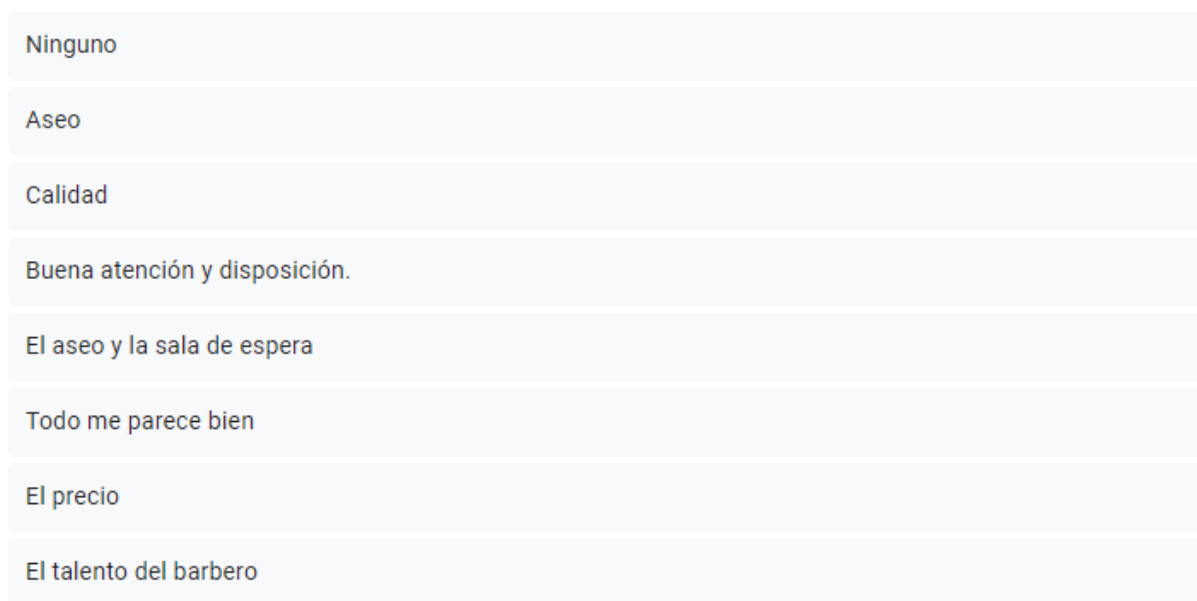 Ninguno
Aseo
Calidad
Buena atención y disposición.
El aseo y la sala de espera
Todo me parece bien
El precio
El talento del barbero